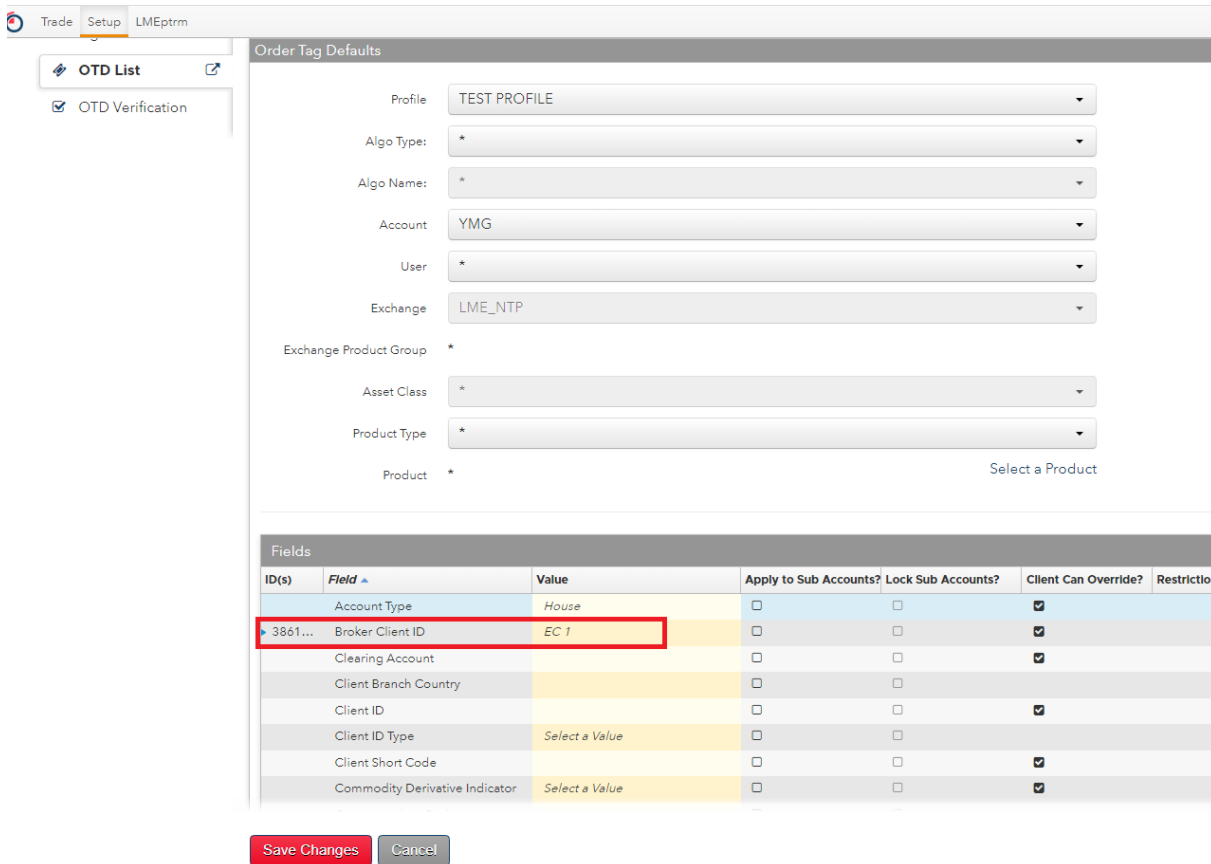 Trade Setup LMEptrm
OTD List
OTD Verification
Order Tag Defaults
Profile TEST PROFILE
Algo Type: *
Algo Name: *
Account YMG
User *
Exchange LME_NTP
Exchange Product Group *
Asset Class *
Product Type *
Product * Select a Product
Fields
ID(s) Field Value Apply to Sub Accounts? Lock Sub Accounts? Client Can Override? Restrictio
Account Type House
3861... Broker Client ID EC 1
Clearing Account
Client Branch Country
Client ID
Client ID Type Select a Value
Client Short Code
Commodity Derivative Indicator Select a Value
Save Changes Cancel